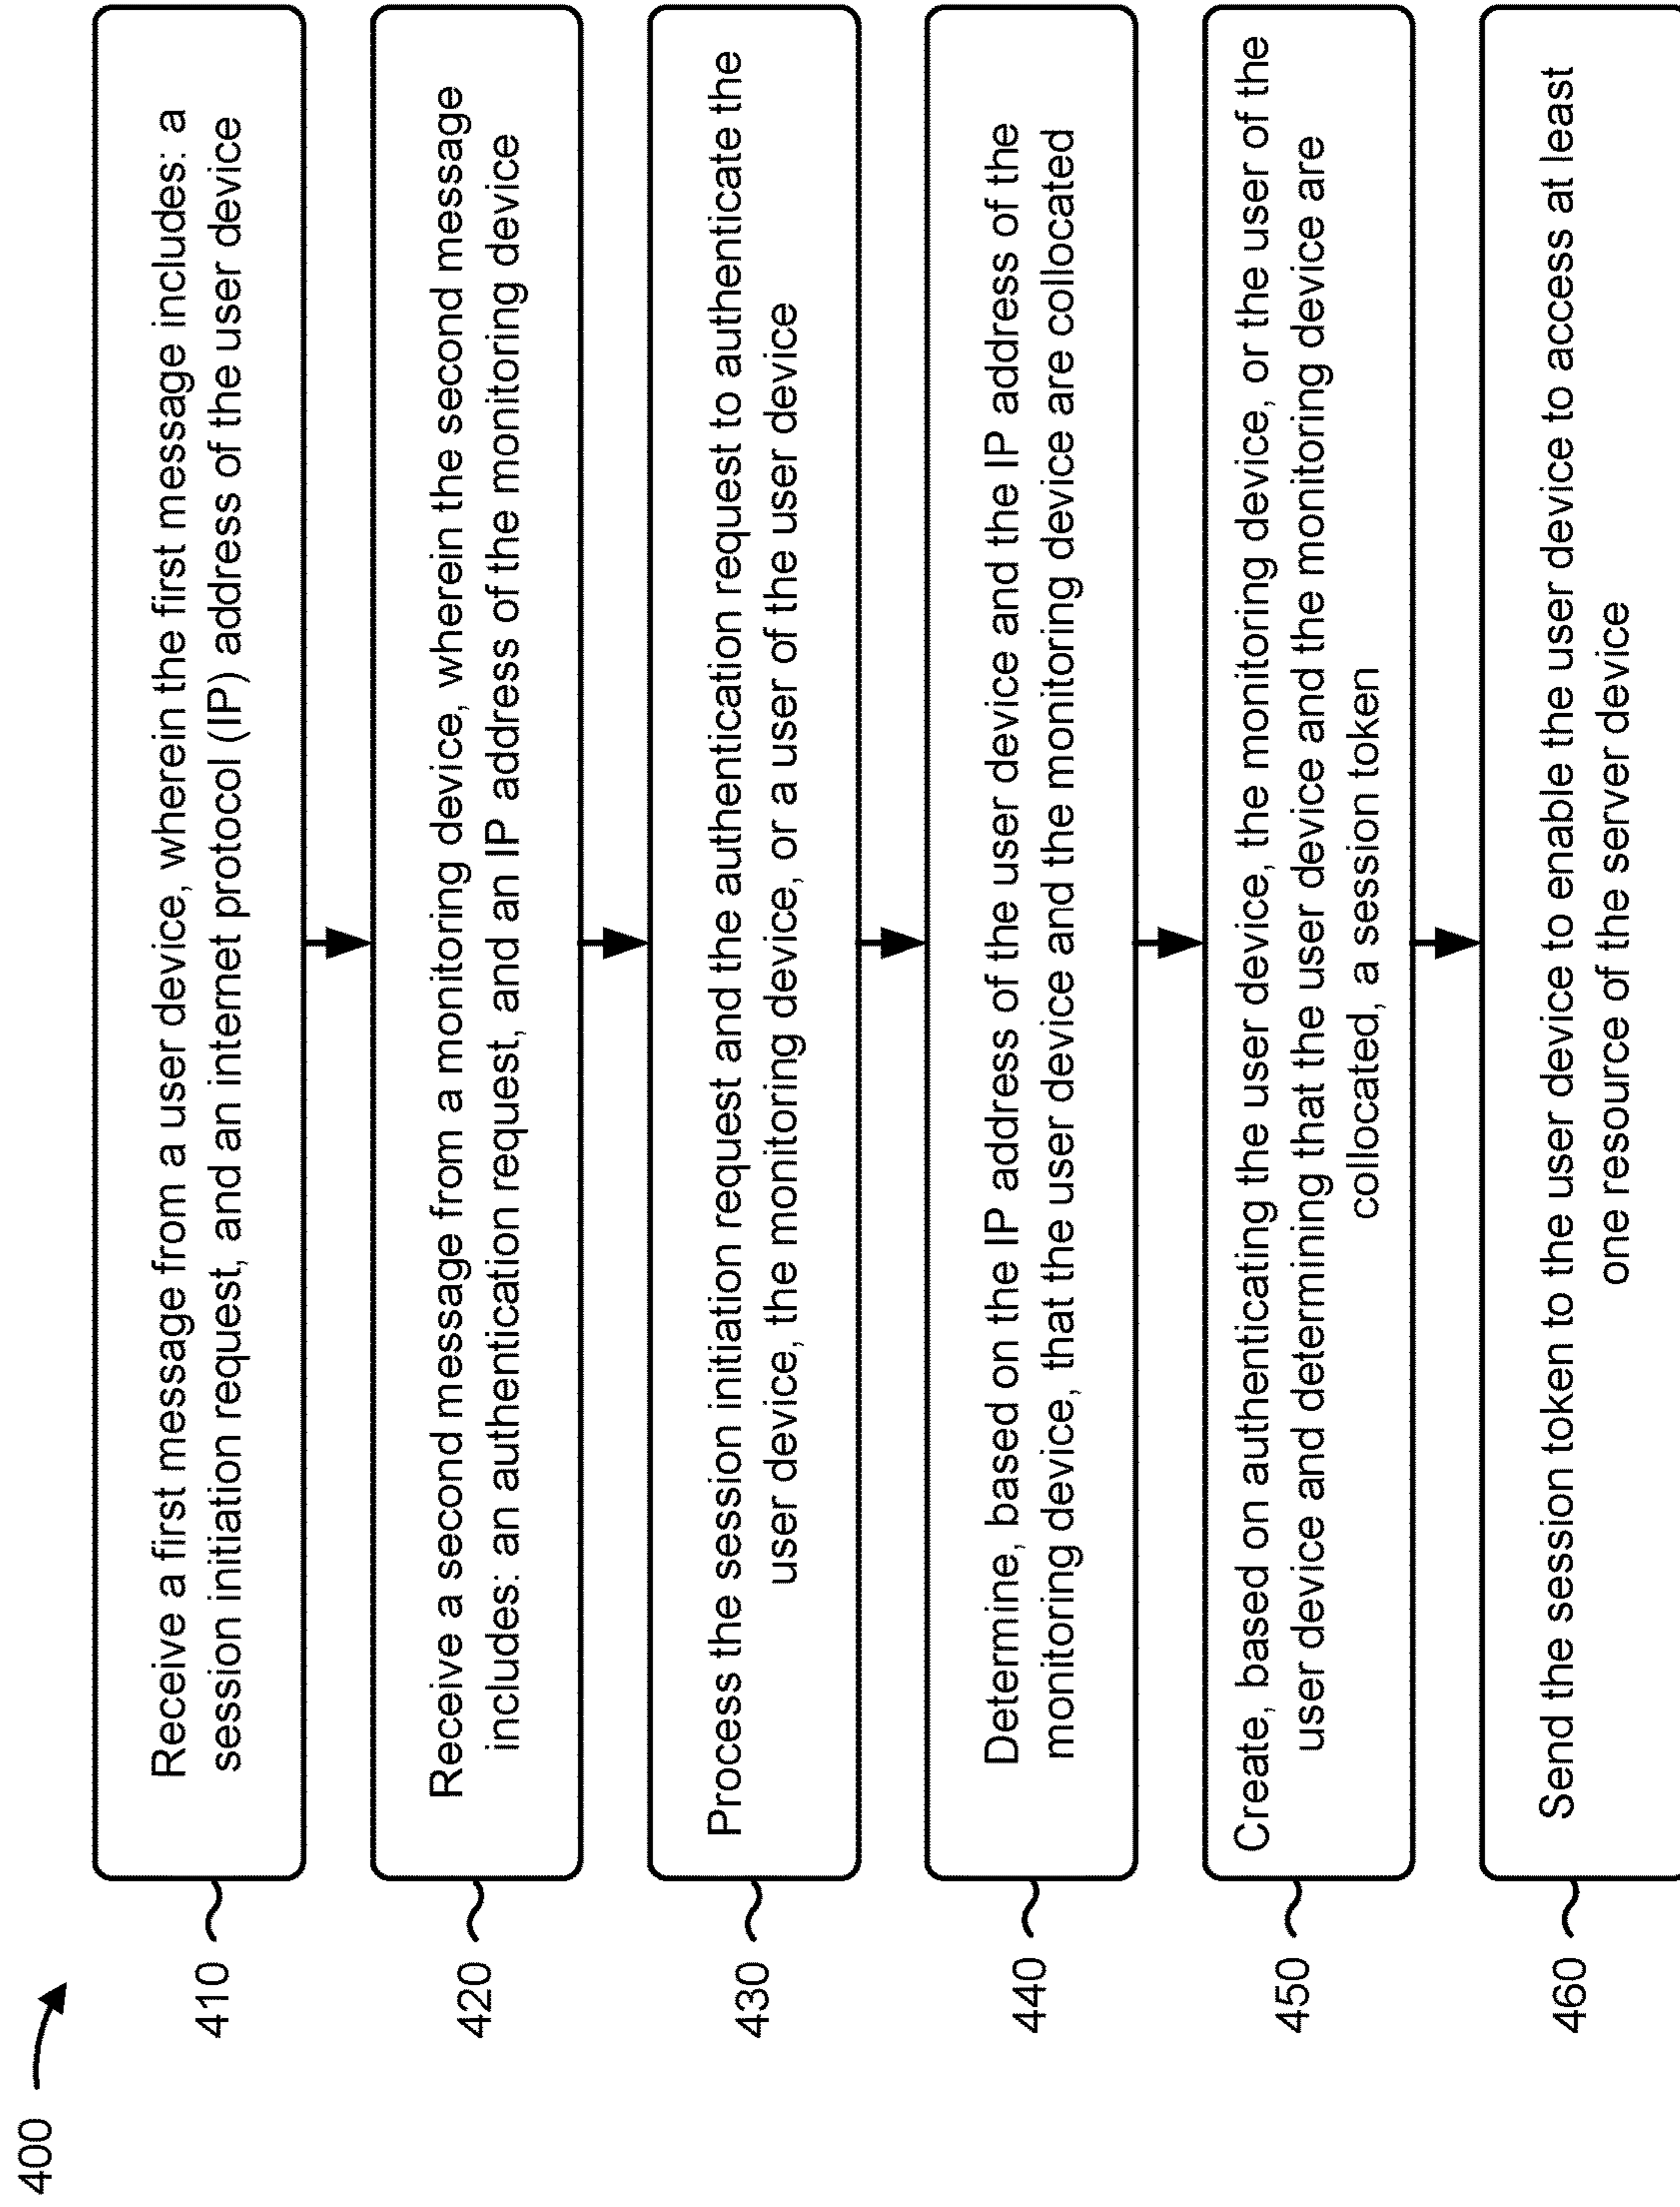 400
410
Receive a first message from a user device, wherein the first message includes: a
session initiation request, and an internet protocol (IP) address of the user device
420
Receive a second message from a monitoring device, wherein the second message
includes: an authentication request, and an IP address of the monitoring device
430
Process the session initiation request and the authentication request to authenticate the
user device, the monitoring device, or a user of the user device
440
Determine, based on the IP address of the user device and the IP address of the
monitoring device, that the user device and the monitoring device are collocated
450
Create, based on authenticating the user device, the monitoring device, or the user of the
user device and determining that the user device and the monitoring device are
collocated, a session token
460
Send the session token to the user device to enable the user device to access at least
one resource of the server device